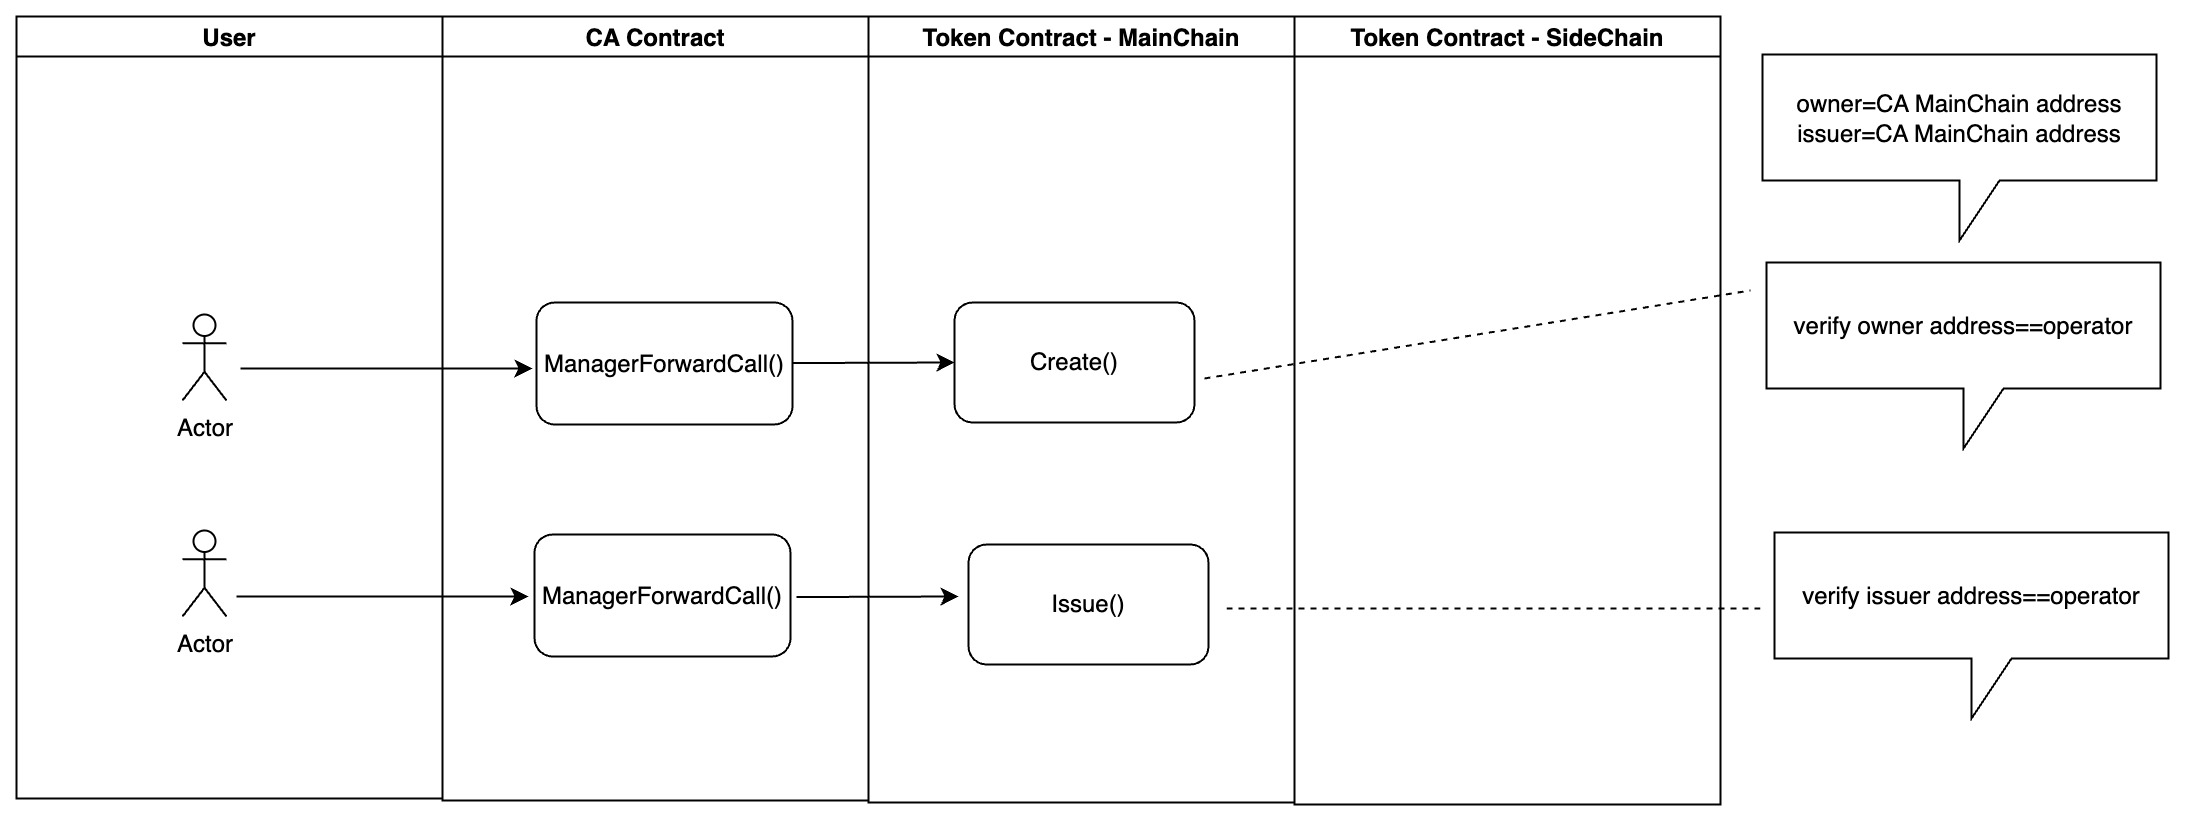 User
CA Contract
Token Contract - MainChain
Token Contract - SideChain
owner=CA MainChain address
issuer=CA MainChain address
verify owner address==operator
ManagerForwardCall()
Create()
Actor
ManagerForwardCall()
Issue()
verify issuer address==operator
Actor